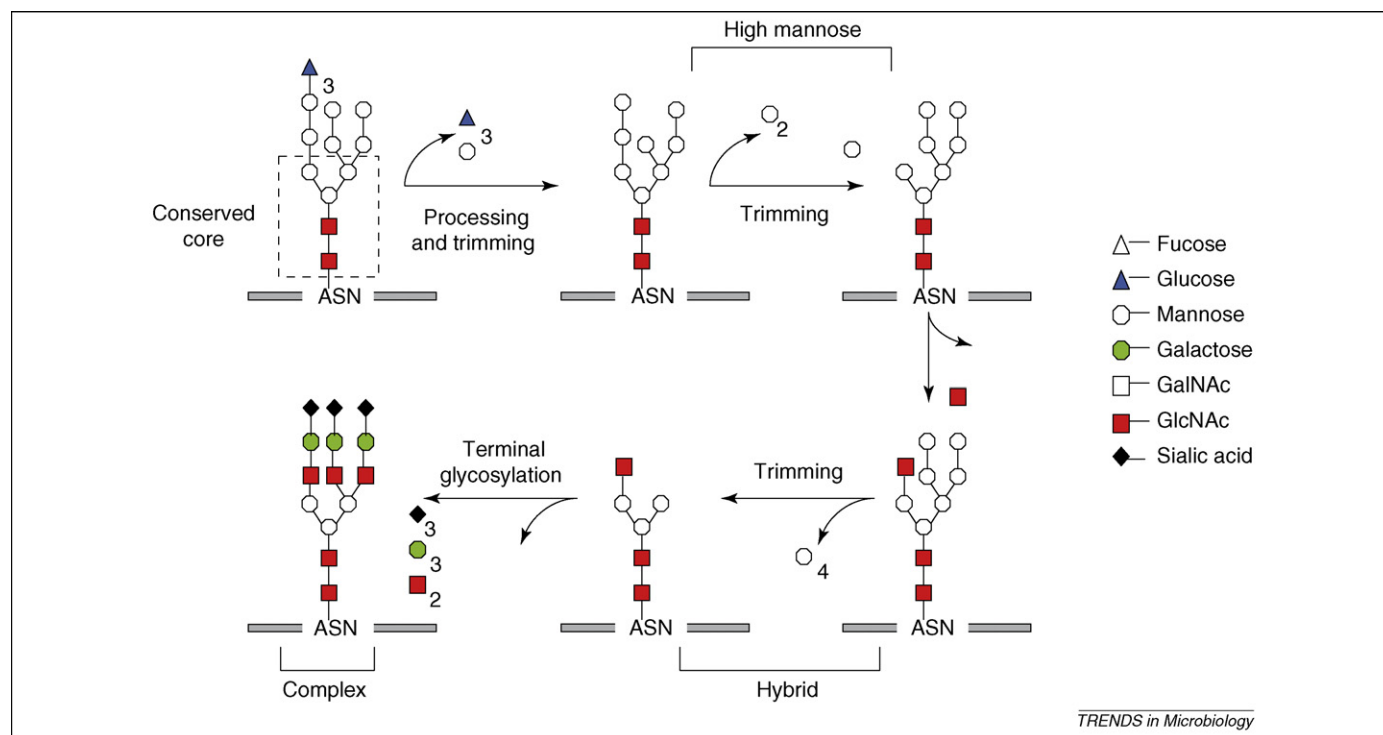 High mannose
3
3
2
Conserved
core
Processing
and trimming
Trimming
ASN
ASN
ASN
Fucose
Glucose
Mannose
Galactose
GalNAc
GlcNAc
Sialic acid
Terminal
glycosylation
Trimming
3
3
2
4
ASN
ASN
ASN
Complex
Hybrid
TRENDS in Microbiology